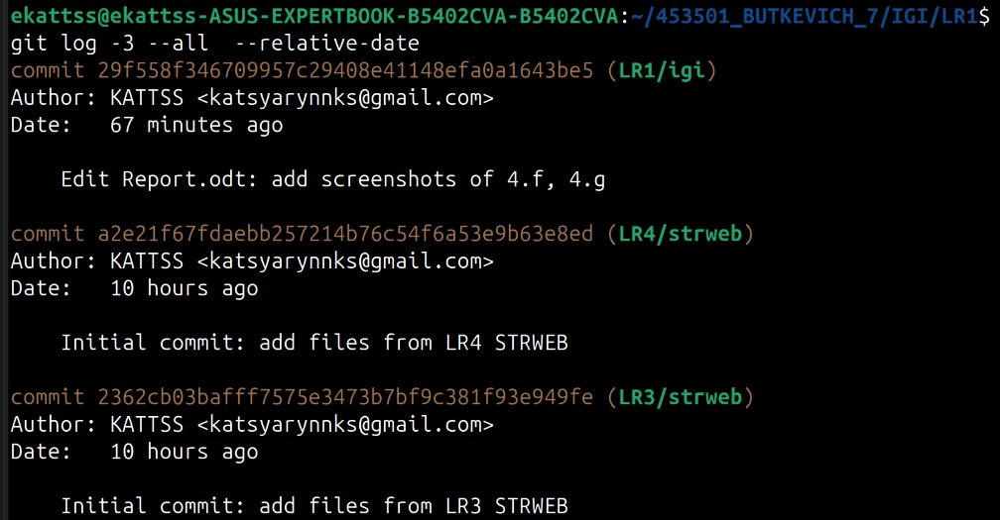 ekattss@ekattss-ASUS-EXPERTBOOK-B5402CVA-B5402CVA:~/453501_BUTKEVICH_7/IGI/LR1$
git log -3 --all  --relative-date
commit 29f558f346709957c29408e41148efa0a1643be5 (LR1/igi)
Author: KATTSS <katsyarynnks@gmail.com>
Date:   67 minutes ago
Edit Report.odt: add screenshots of 4.f, 4.g
commit a2e21f67fdaebb257214b76c54f6a53e9b63e8ed (LR4/strweb)
Author: KATTSS <katsyarynnks@gmail.com>
Date:   10 hours ago
Initial commit: add files from LR4 STRWEB
commit 2362cb03bafff7575e3473b7bf9c381f93e949fe (LR3/strweb)
Author: KATTSS <katsyarynnks@gmail.com>
Date:   10 hours ago
Initial commit: add files from LR3 STRWEB